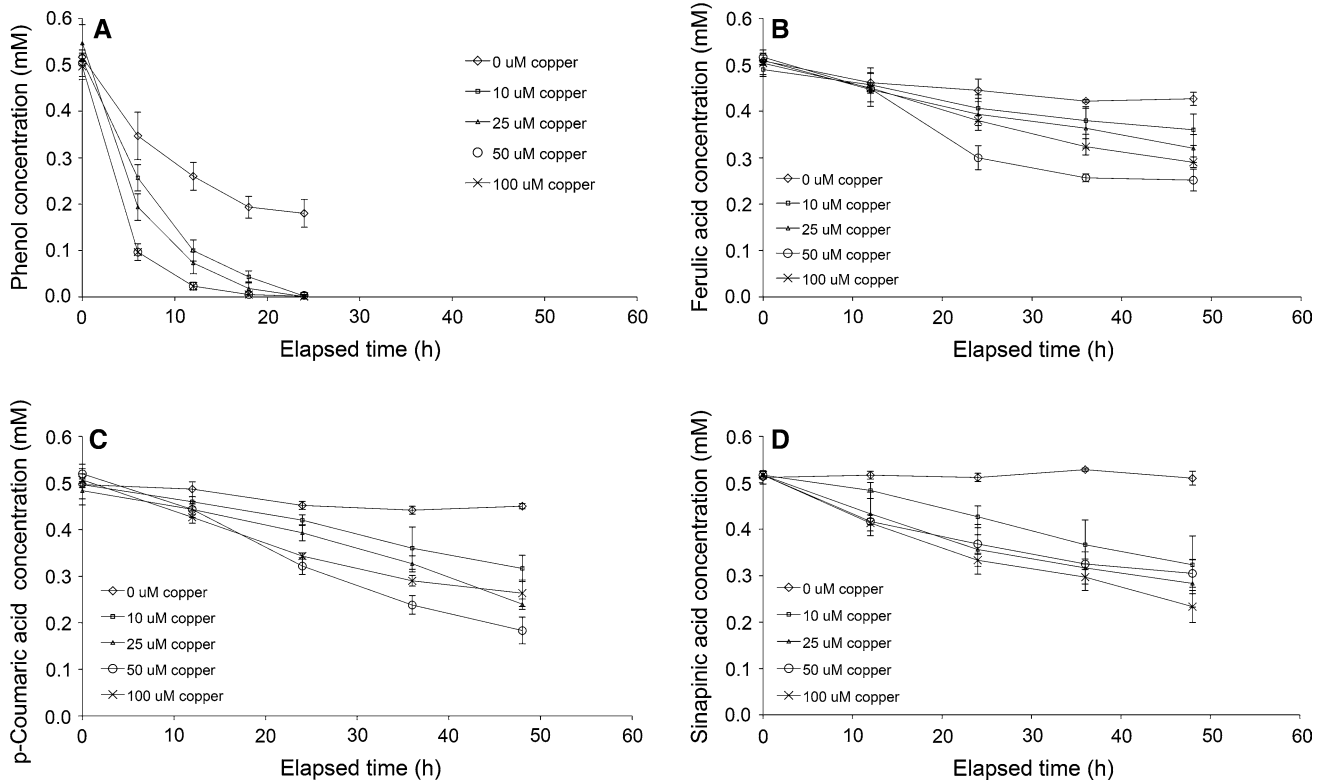 A
Phenol concentration (mM)
0.6
0.5
0.4
0.3
0.2
0.1
0.0
0 10 20 30 40 50 60
Elapsed time (h)
0 uM copper
10 uM copper
25 uM copper
50 uM copper
100 uM copper
B
Ferulic acid concentration (mM)
0.6
0.5
0.4
0.3
0.2
0.1
0.0
0 10 20 30 40 50 60
Elapsed time (h)
0 uM copper
10 uM copper
25 uM copper
50 uM copper
100 uM copper
C
p-Coumaric acid concentration (mM)
0.6
0.5
0.4
0.3
0.2
0.1
0.0
0 10 20 30 40 50 60
Elapsed time (h)
0 uM copper
10 uM copper
25 uM copper
50 uM copper
100 uM copper
D
Sinapinic acid concentration (mM)
0.6
0.5
0.4
0.3
0.2
0.1
0.0
0 10 20 30 40 50 60
Elapsed time (h)
0 uM copper
10 uM copper
25 uM copper
50 uM copper
100 uM copper